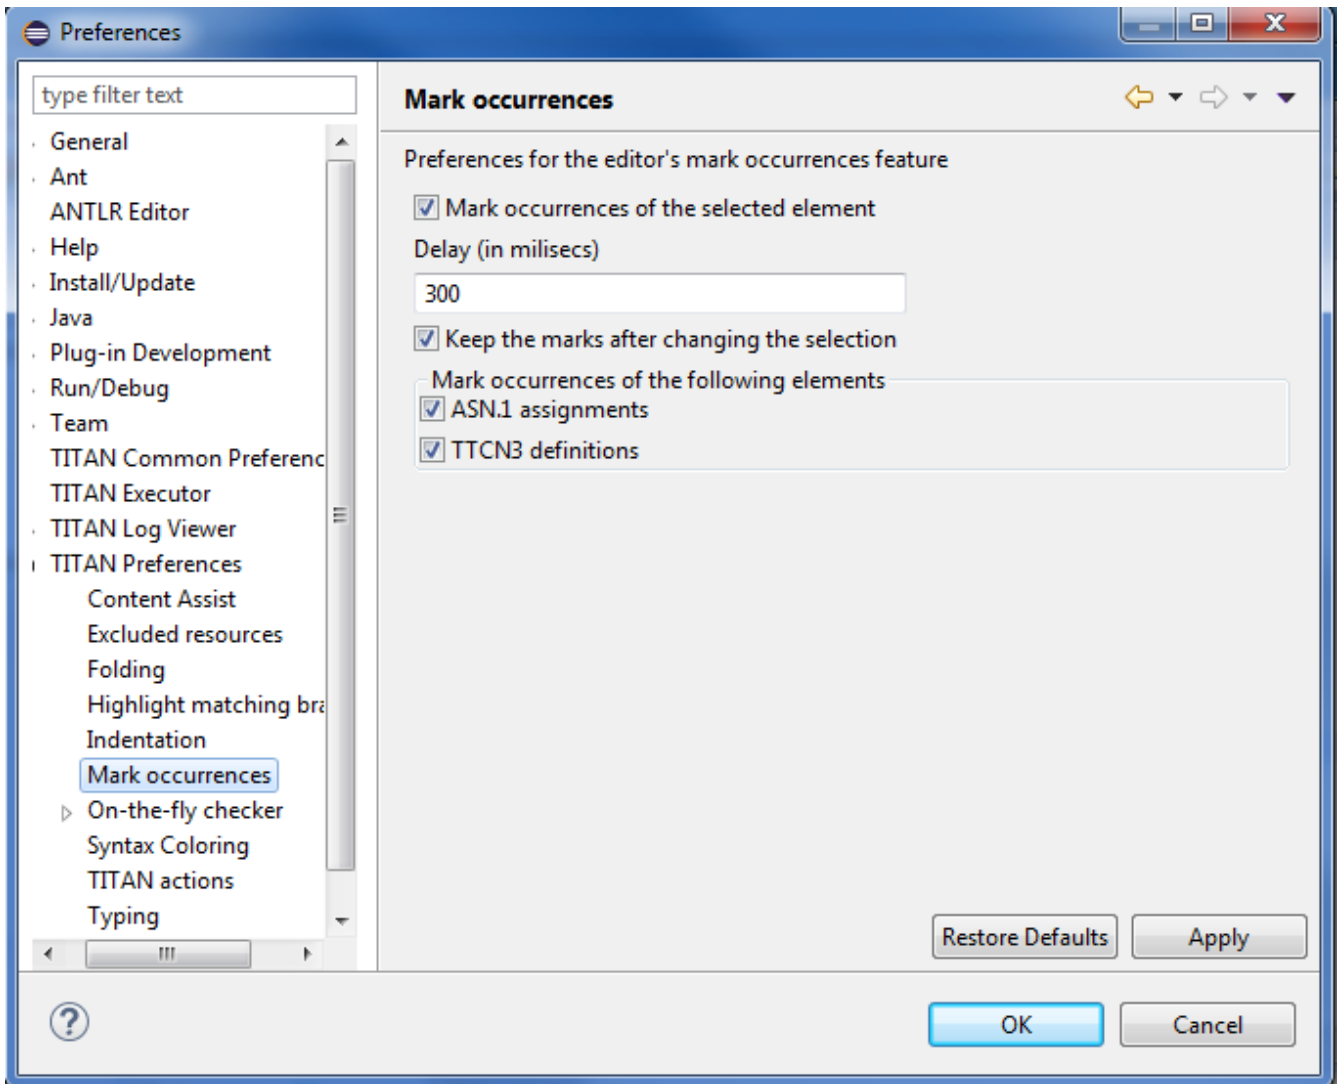 Preferences
type filter text
General
Ant
ANTLR Editor
Help
Install/Update
Java
Plug-in Development
Run/Debug
Team
TITAN Common Preferenc
TITAN Executor
TITAN Log Viewer
TITAN Preferences
Content Assist
Excluded resources
Folding
Highlight matching bra
Indentation
Mark occurrences
On-the-fly checker
Syntax Coloring
TITAN actions
Typing
Mark occurrences
Preferences for the editor's mark occurrences feature
Mark occurrences of the selected element
Delay (in milisecs)
300
Keep the marks after changing the selection
Mark occurrences of the following elements
ASN.1 assignments
TTCN3 definitions
Restore Defaults
Apply
OK
Cancel